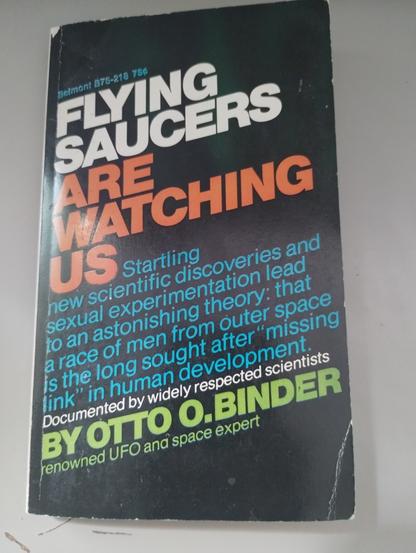 Belmont B75-218 75¢
FLYING
SAUCERS
ARE
WATCHING
US Startling
new scientific discoveries and
sexual experimentation lead
to an astonishing theory: that
a race of men from outer space
is the long sought after "missing
link" in human development.
Documented by widely respected scientists
BY OTTO O. BINDER
renowned UFO and space expert